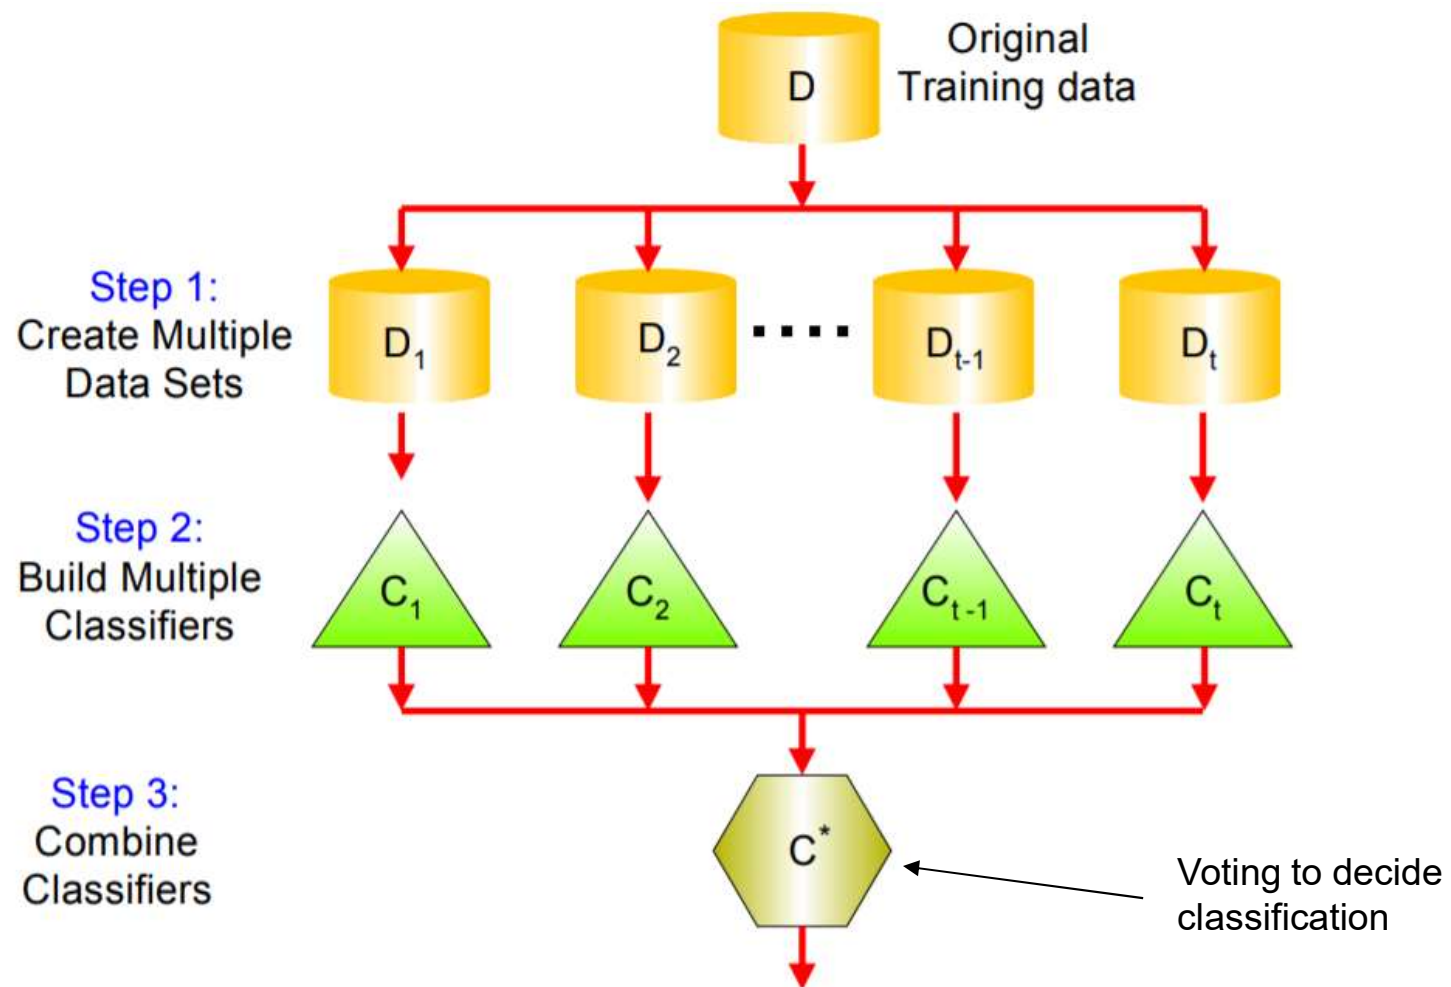 D
Original
Training data
Step 1:
Create Multiple
Data Sets
D₁
D₂
Dₜ₋₁
Dₜ
Step 2:
Build Multiple
Classifiers
C₁
C₂
Cₜ ₋₁
Cₜ
Step 3:
Combine
Classifiers
C*
Voting to decide
classification